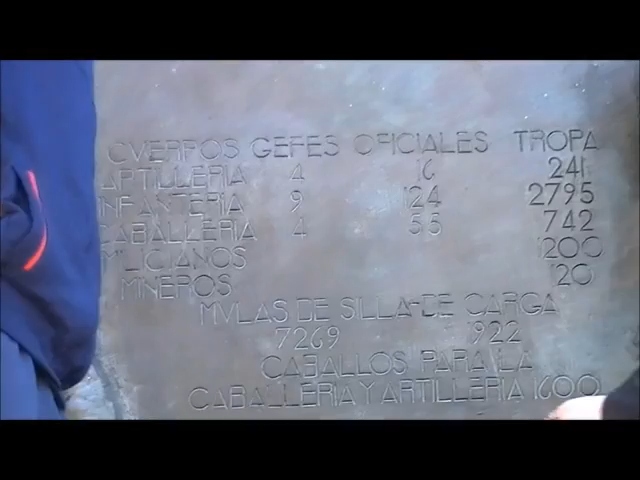 CVERPOS GEFES OFICIALES TROPA
ARTILLERIA 4 16 241
INFANTERIA 9 124 2795
CABALLERIA 4 55 742
MILICIANOS 1200
MINEROS 120
MVLAS DE SILLA-DE CARGA
7269 1922
CABALLOS PARA LA
CABALLERIA Y ARTILLERIA 1600